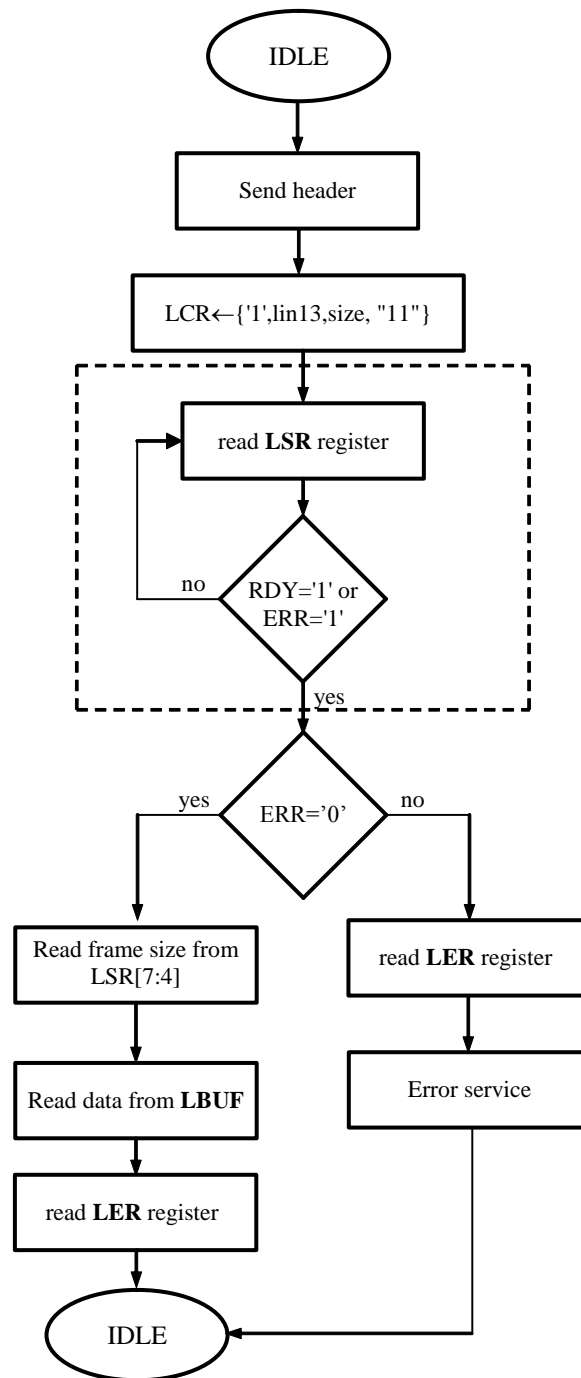 IDLE
Send header
LCR←{'1',lin13,size, "11"}
read LSR register
no
RDY='1' or
ERR='1'
yes
yes
ERR=’0’
no
Read frame size from
LSR[7:4]
read LER register
Read data from LBUF
Error service
read LER register
IDLE